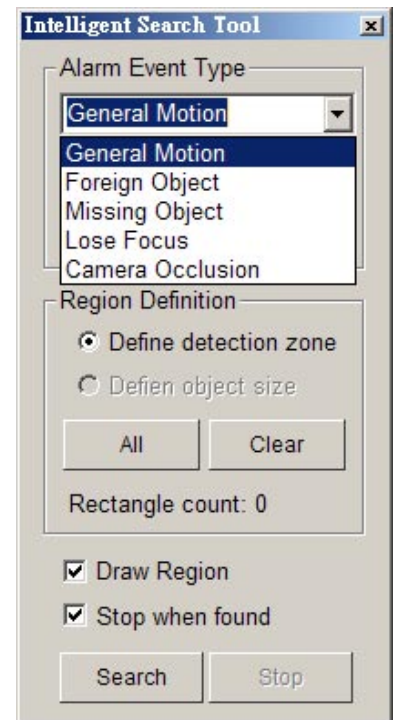 Intelligent Search Tool
Alarm Event Type
General Motion
General Motion
Foreign Object
Missing Object
Lose Focus
Camera Occlusion
Region Definition
Define detection zone
Defien object size
All Clear
Rectangle count: 0
Draw Region
Stop when found
Search Stop